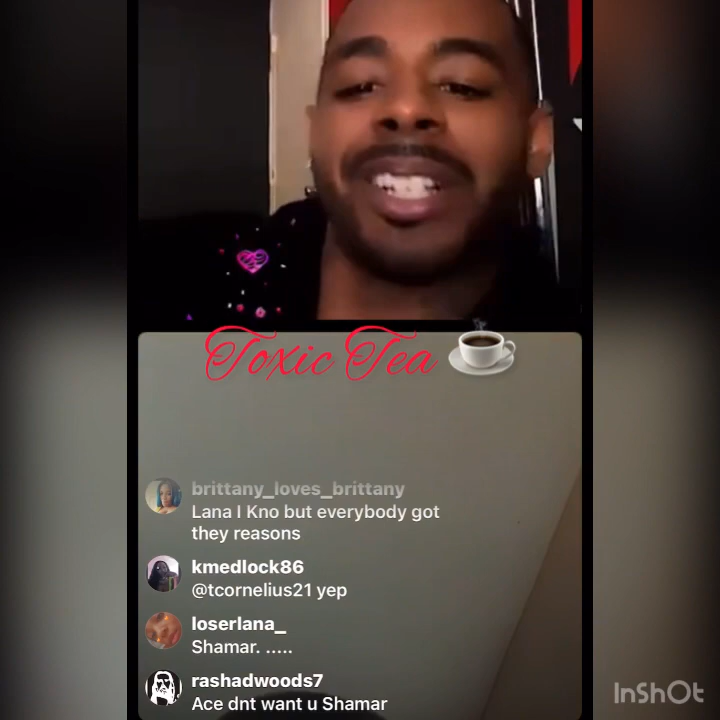 Toxic Tea
brittany_loves_brittany
Lana I Kno but everybody got
they reasons
kmedlock86
@tcornelius21 yep
loserlana_
Shamar. .....
rashadwoods7
Ace dnt want u Shamar
InShOt